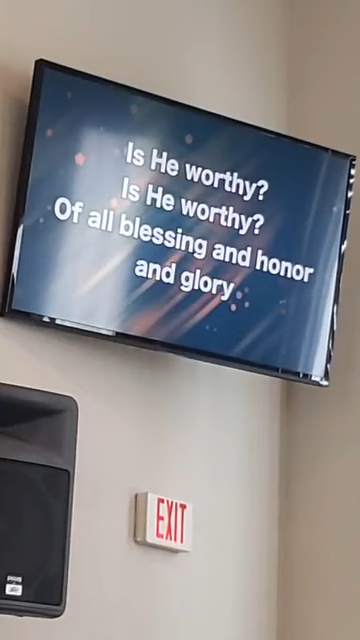 Is He worthy?
Is He worthy?
Of all blessing and honor
and glory
EXIT